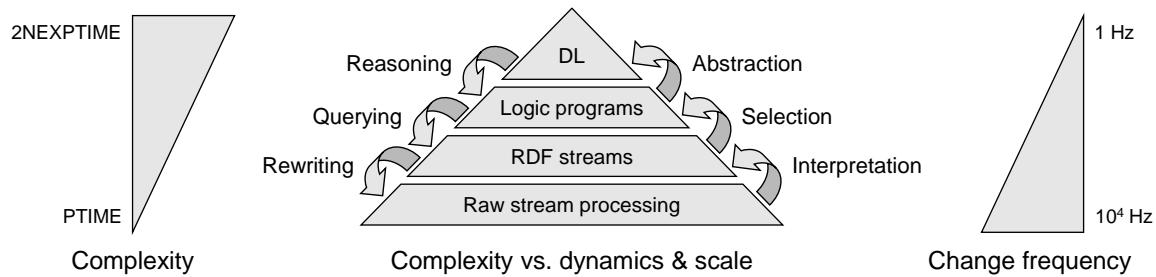 2NEXPTIME
PTIME
Complexity
Reasoning
Querying
Rewriting
DL
Logic programs
RDF streams
Raw stream processing
Abstraction
Selection
Interpretation
Complexity vs. dynamics & scale
1 Hz
10⁴ Hz
Change frequency